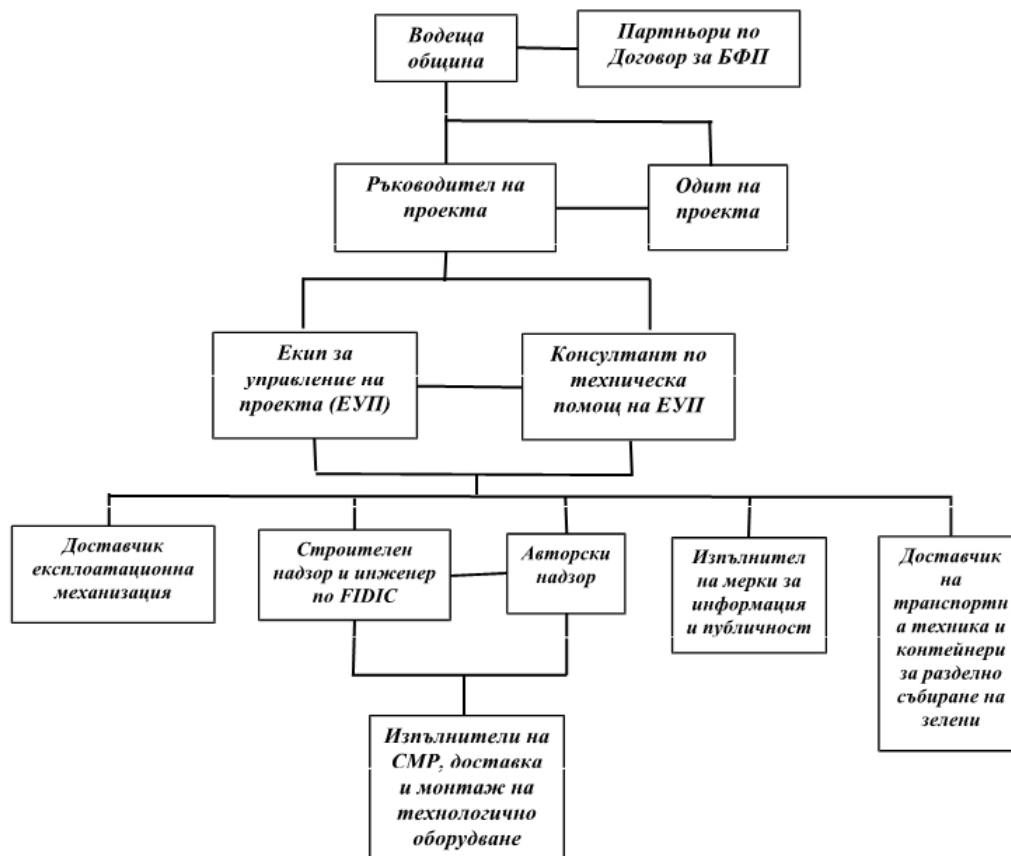 Водеща
община
Партньори по
Договор за БФП
Ръководител на
проекта
Одит на
проекта
Екип за
управление на
проекта (ЕУП)
Консултант по
техническа
помощ на ЕУП
Доставчик
експлоатационна
механизация
Строителен
надзор и инженер
по FIDIC
Авторски
надзор
Изпълнител
на мерки за
информация
и публичност
Доставчик
на
транспортн
а техника и
контейнери
за разделно
събиране на
зелени
Изпълнители на
СМР, доставка
и монтаж на
технологично
оборудване